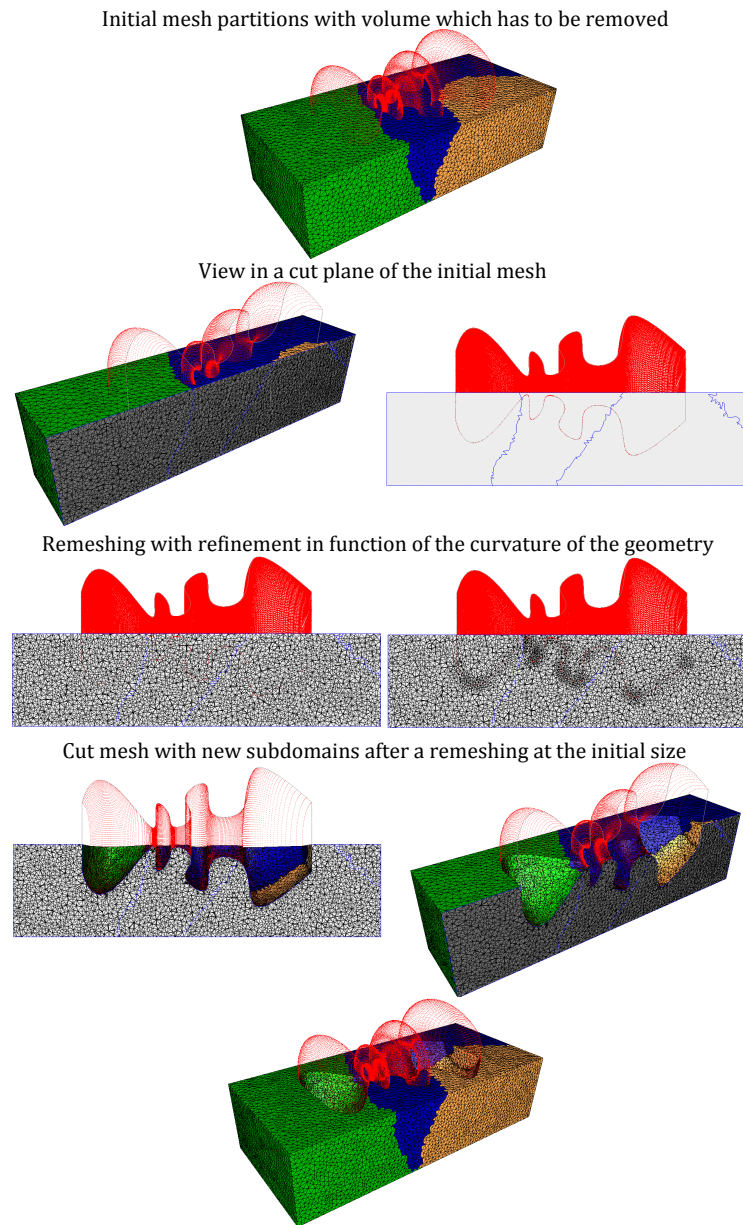 Initial mesh partitions with volume which has to be removed
View in a cut plane of the initial mesh
Remeshing with refinement in function of the curvature of the geometry
Cut mesh with new subdomains after a remeshing at the initial size